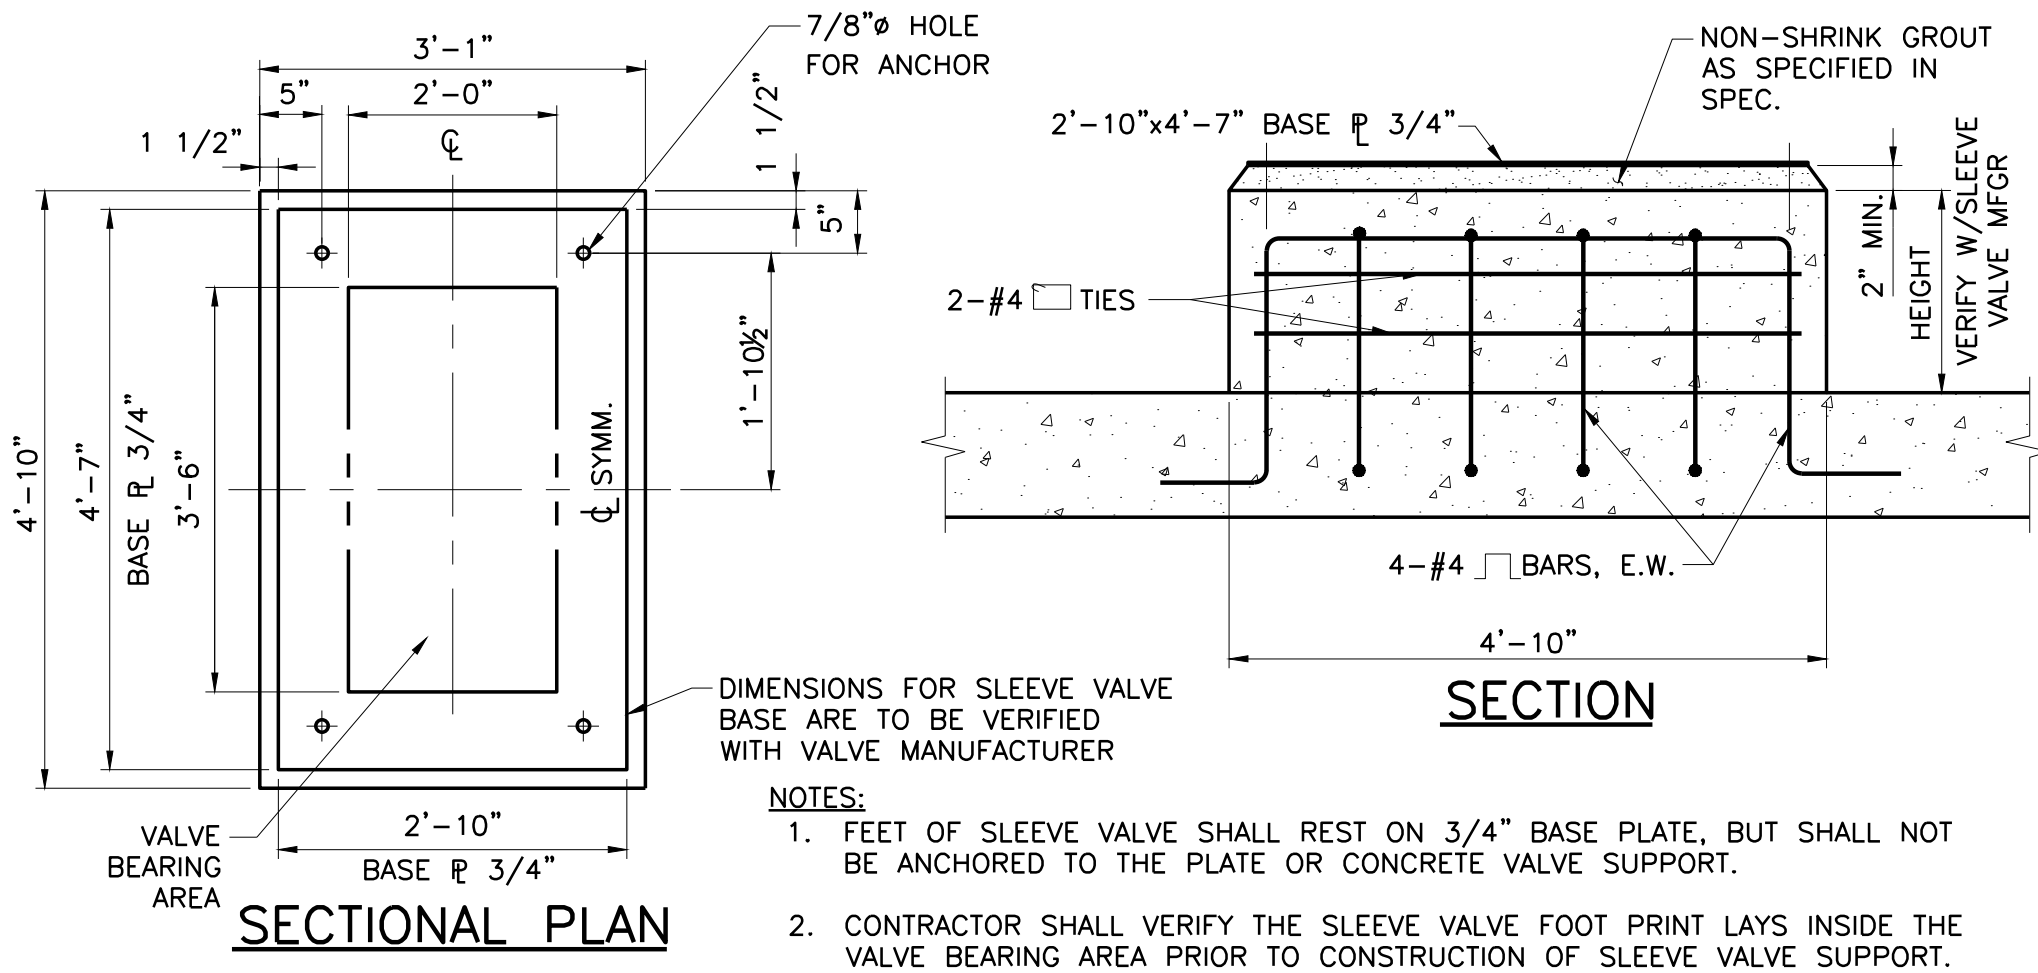 7/8"ø HOLE
FOR ANCHOR
3'-1"
5"
2'-0"
1 1/2"
℄
1 1/2"
5"
1'-10½"
4'-10"
4'-7"
BASE ⅊ 3/4"
3'-6"
℄ SYMM.
VALVE
BEARING
AREA
2'-10"
BASE ⅊ 3/4"
DIMENSIONS FOR SLEEVE VALVE
BASE ARE TO BE VERIFIED
WITH VALVE MANUFACTURER
SECTIONAL PLAN
NON-SHRINK GROUT
AS SPECIFIED IN
SPEC.
2'-10"x4'-7" BASE ⅊ 3/4"
2" MIN.
HEIGHT
VERIFY W/SLEEVE
VALVE MFGR
2-#4 TIES
4-#4 BARS, E.W.
4'-10"
SECTION
NOTES:
1. FEET OF SLEEVE VALVE SHALL REST ON 3/4" BASE PLATE, BUT SHALL NOT
BE ANCHORED TO THE PLATE OR CONCRETE VALVE SUPPORT.
2. CONTRACTOR SHALL VERIFY THE SLEEVE VALVE FOOT PRINT LAYS INSIDE THE
VALVE BEARING AREA PRIOR TO CONSTRUCTION OF SLEEVE VALVE SUPPORT.